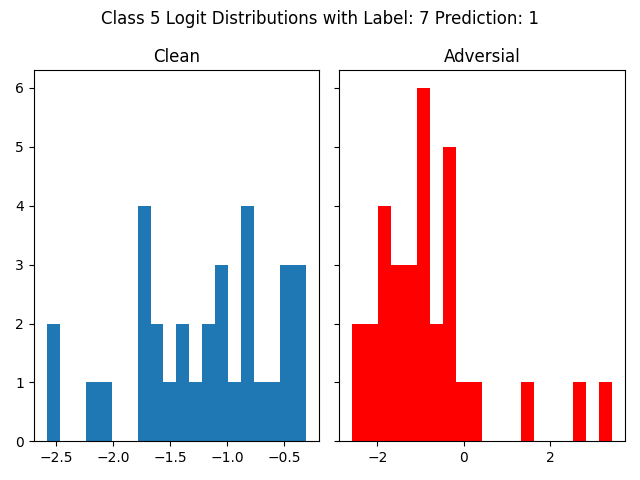 Class 5 Logit Distributions with Label: 7 Prediction: 1
Clean
Adversial
6
5
4
3
2
1
0
−2.5 −2.0 −1.5 −1.0 −0.5
−2 0 2